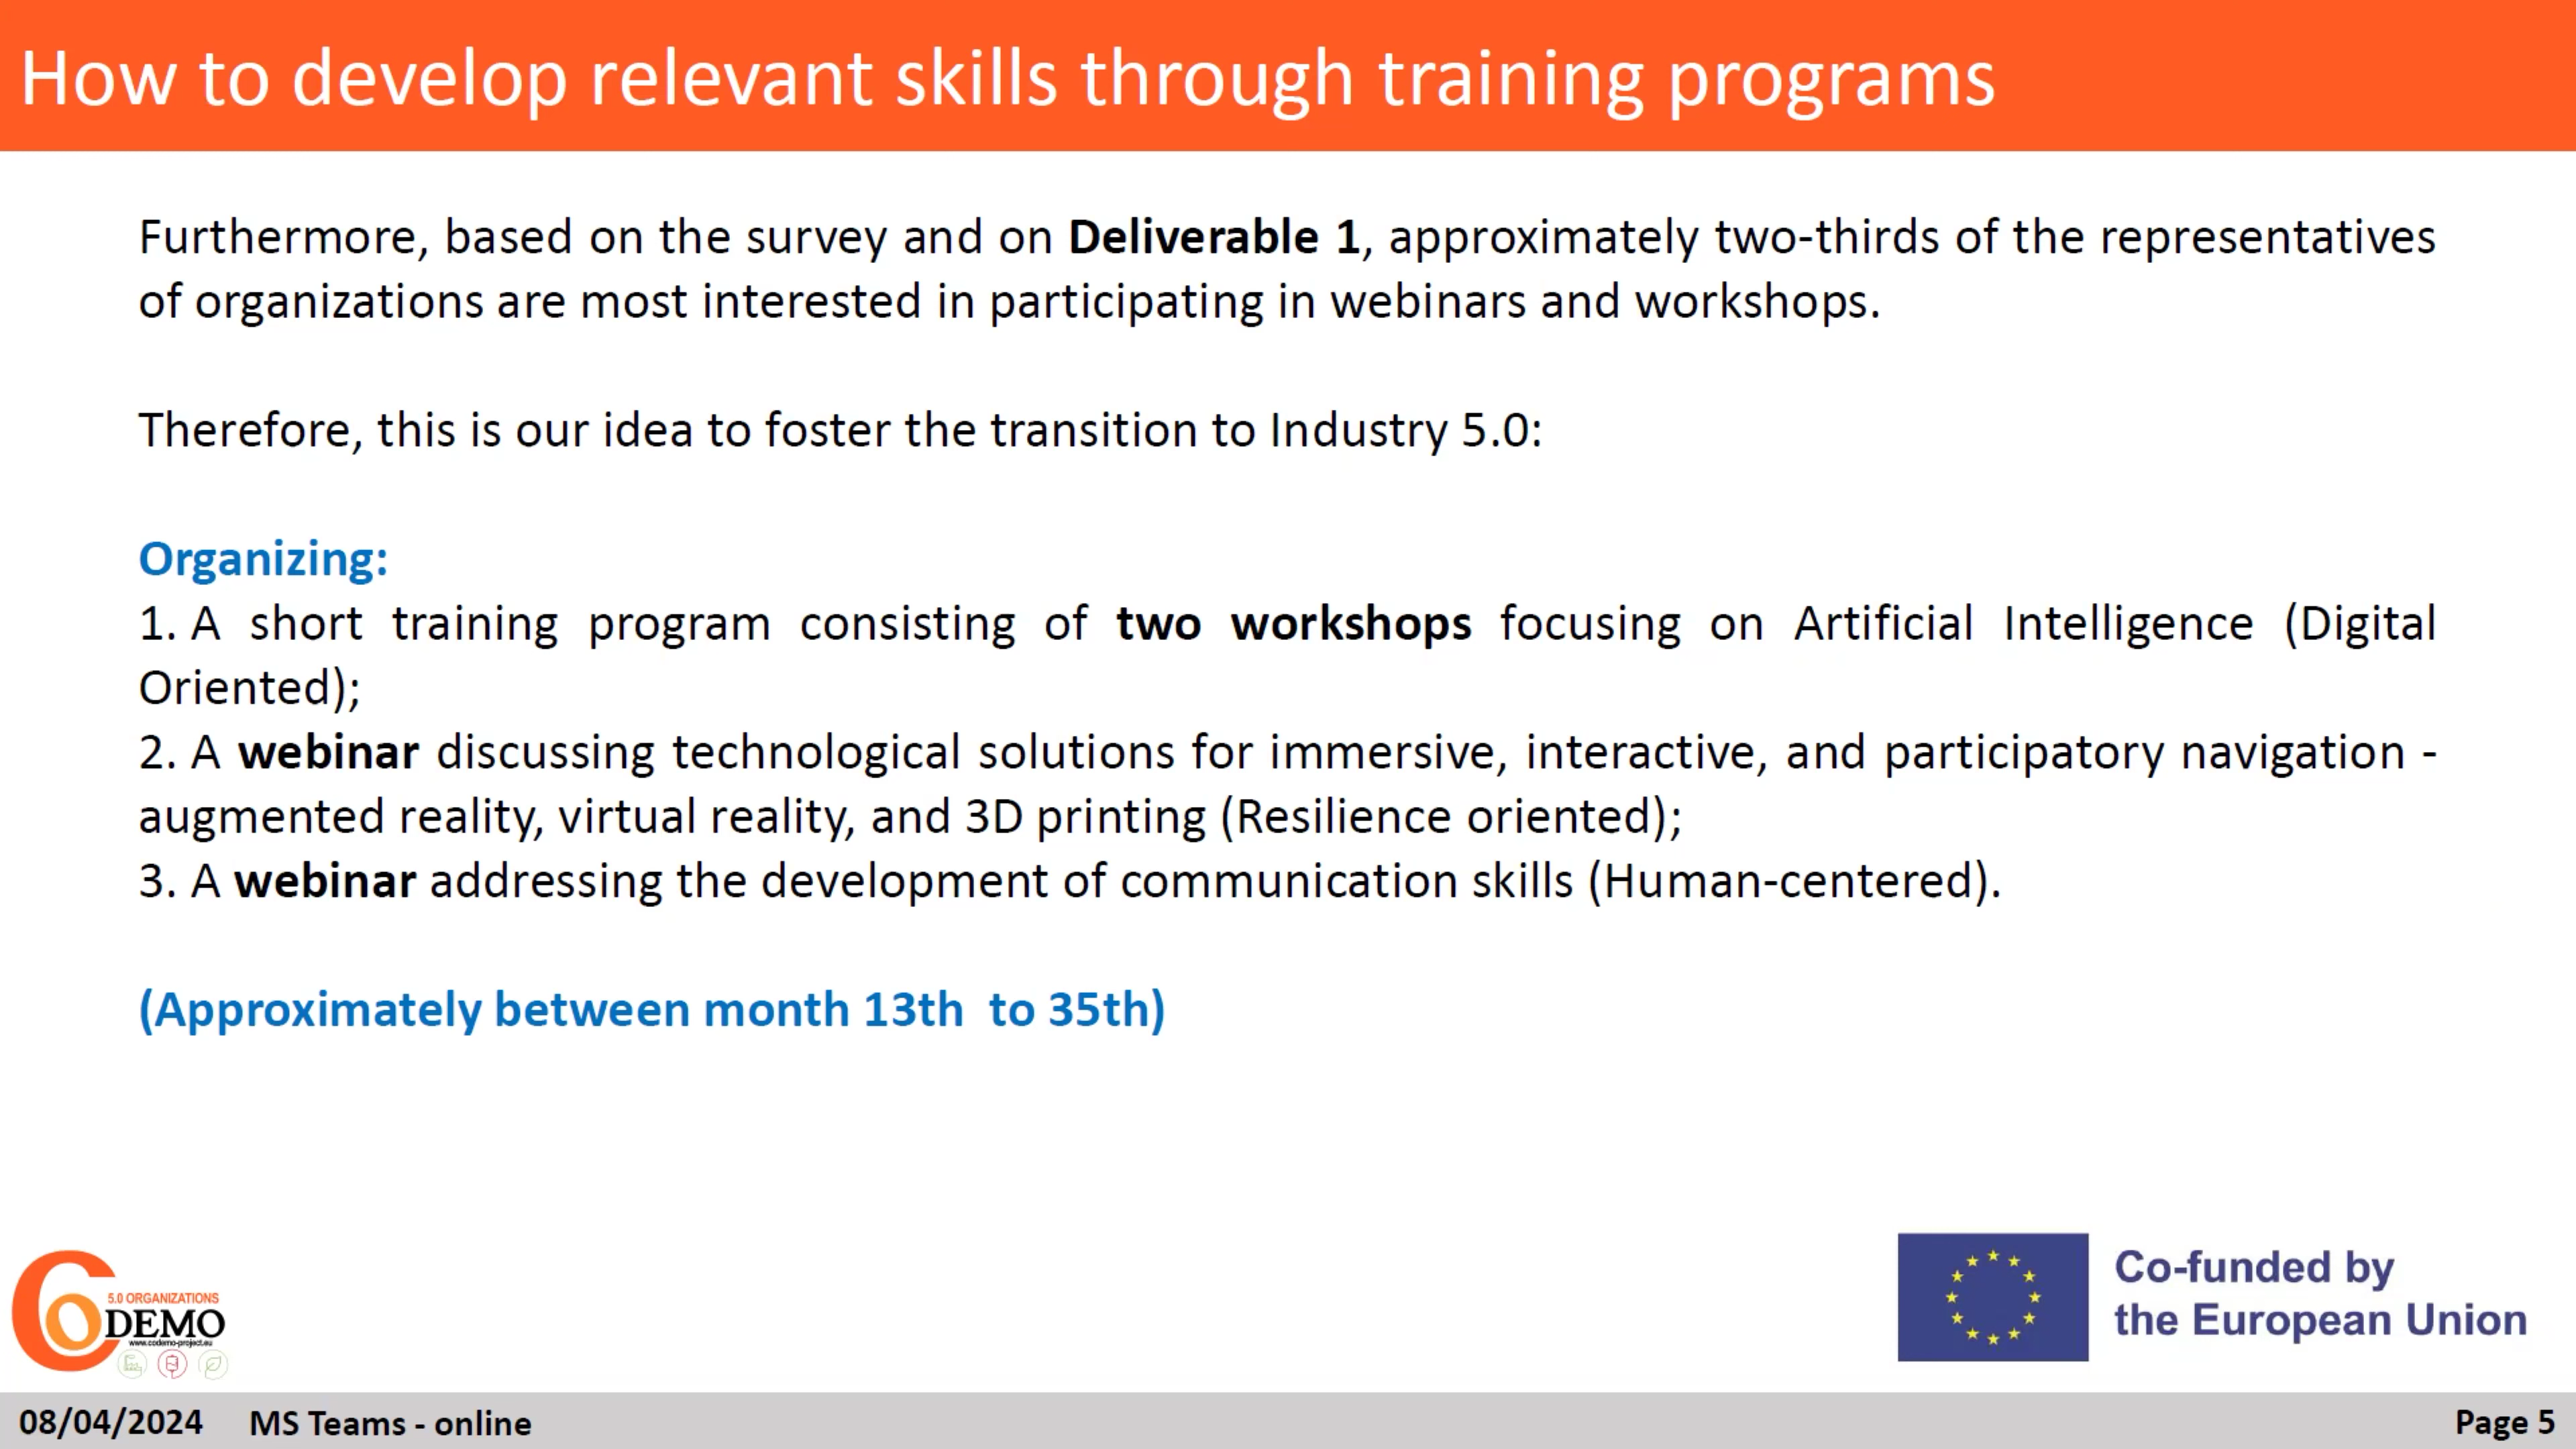 How to develop relevant skills through training programs
Furthermore, based on the survey and on Deliverable 1, approximately two-thirds of the representatives
of organizations are most interested in participating in webinars and workshops.
Therefore, this is our idea to foster the transition to Industry 5.0:
Organizing:
1. A short training program consisting of two workshops focusing on Artificial Intelligence (Digital
Oriented);
2. A webinar discussing technological solutions for immersive, interactive, and participatory navigation -
augmented reality, virtual reality, and 3D printing (Resilience oriented);
3. A webinar addressing the development of communication skills (Human-centered).
(Approximately between month 13th  to 35th)
5.0 ORGANIZATIONS
CODEMO
www.codemo-project.eu
Co-funded by
the European Union
08/04/2024 MS Teams - online Page 5